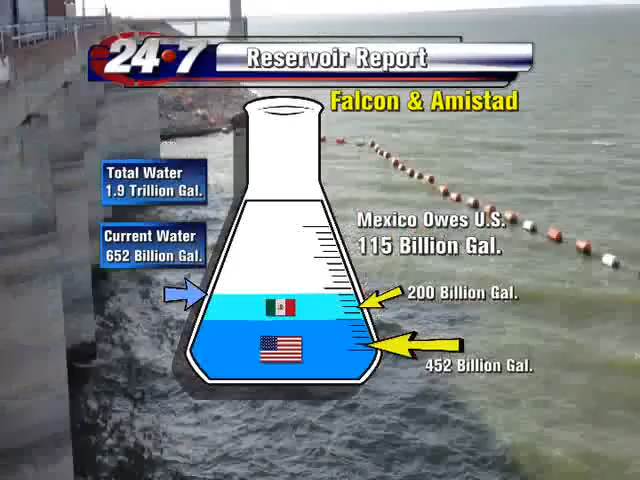 24•7
Reservoir Report
Falcon & Amistad
Total Water
1.9 Trillion Gal.
Current Water
652 Billion Gal.
Mexico Owes U.S.
115 Billion Gal.
200 Billion Gal.
452 Billion Gal.